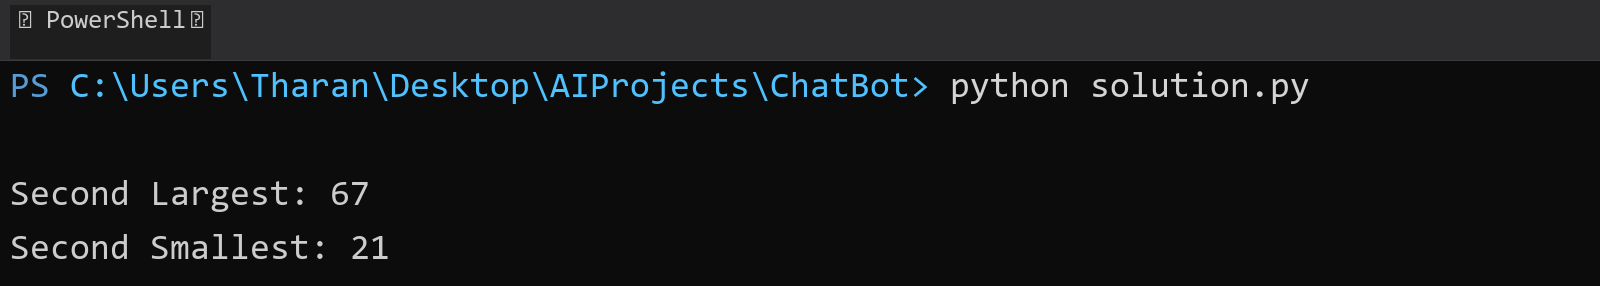 PowerShell
PS C:\Users\Tharan\Desktop\AIProjects\ChatBot> python solution.py
Second Largest: 67
Second Smallest: 21